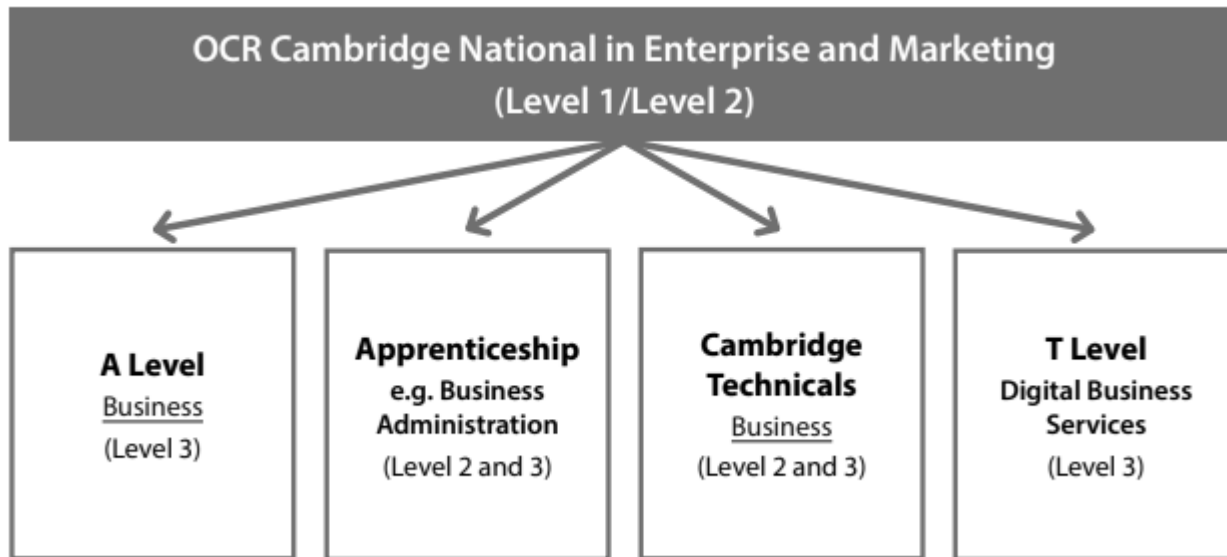 OCR Cambridge National in Enterprise and Marketing
(Level 1/Level 2)
A Level
Business
(Level 3)
Apprenticeship
e.g. Business
Administration
(Level 2 and 3)
Cambridge
Technicals
Business
(Level 2 and 3)
T Level
Digital Business
Services
(Level 3)